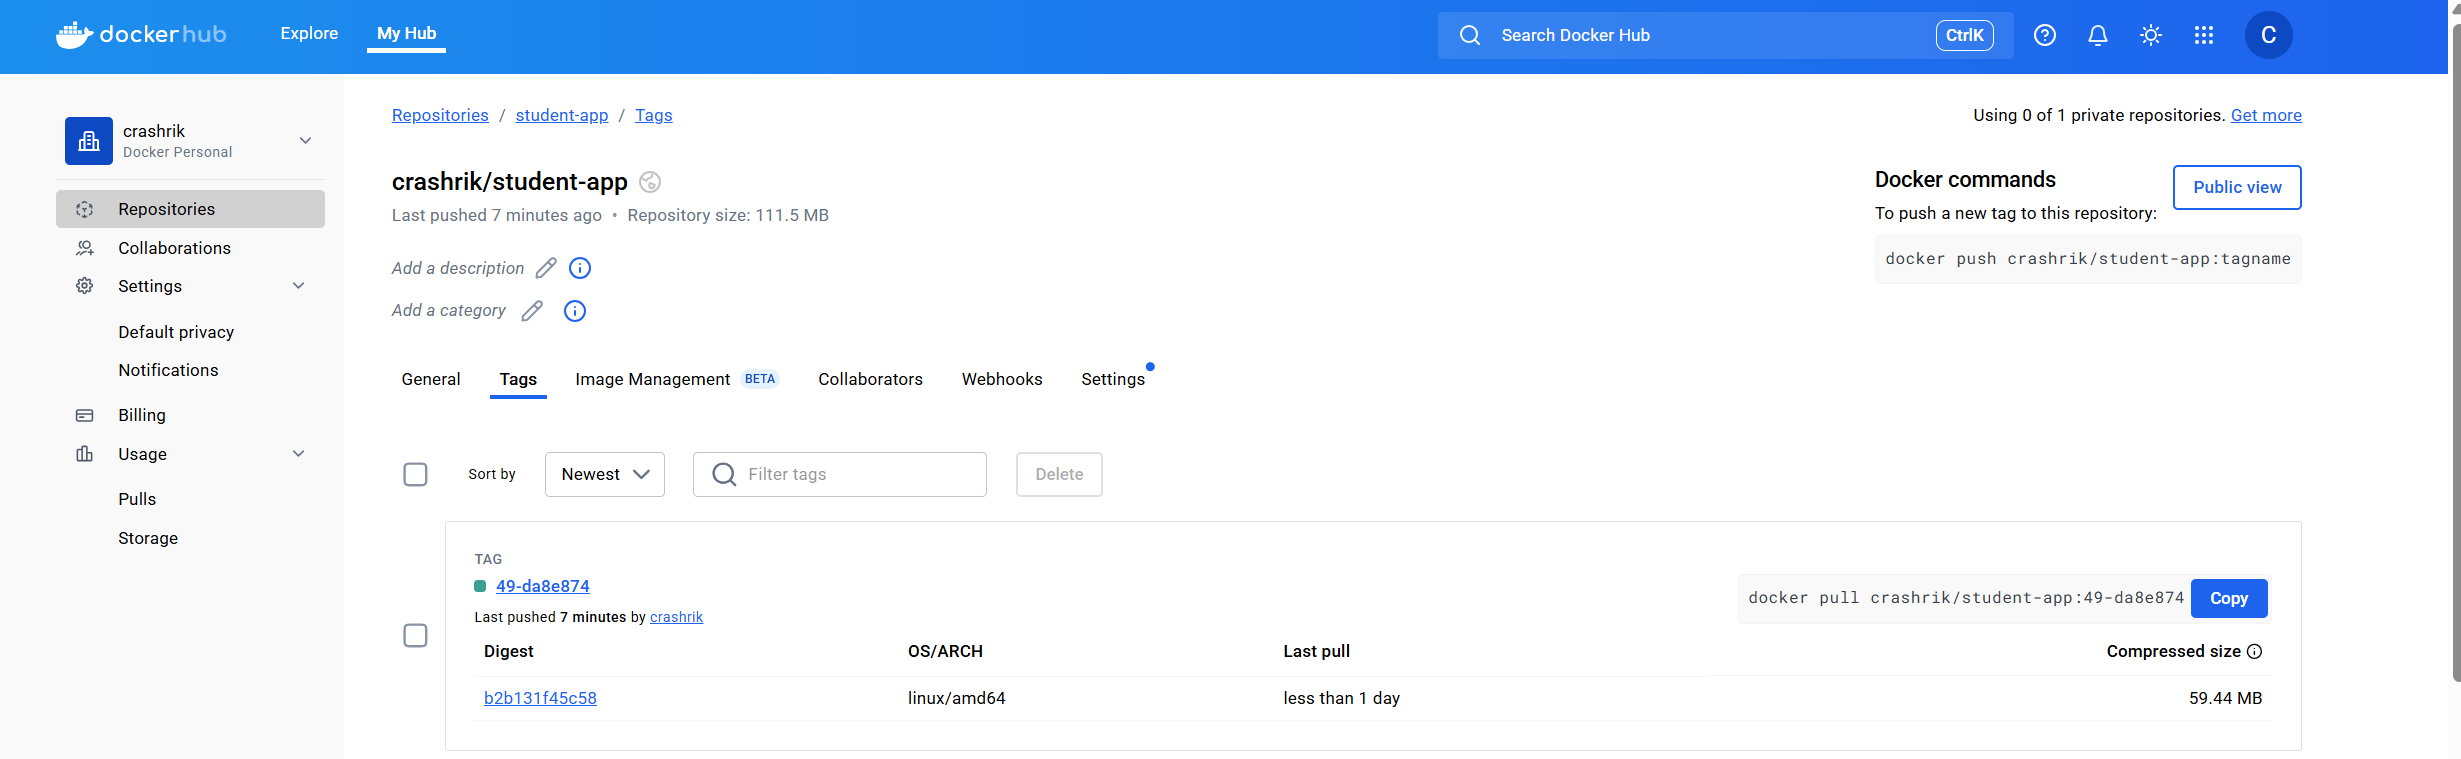 dockerhub
Explore
My Hub
Search Docker Hub
CtrlK
C
crashrik
Docker Personal
Repositories
Collaborations
Settings
Default privacy
Notifications
Billing
Usage
Pulls
Storage
Repositories / student-app / Tags
Using 0 of 1 private repositories. Get more
crashrik/student-app
Last pushed 7 minutes ago • Repository size: 111.5 MB
Add a description
Add a category
Docker commands
Public view
To push a new tag to this repository:
docker push crashrik/student-app:tagname
General
Tags
Image Management BETA
Collaborators
Webhooks
Settings
Sort by
Newest
Filter tags
Delete
TAG
49-da8e874
Last pushed 7 minutes by crashrik
docker pull crashrik/student-app:49-da8e874
Copy
Digest OS/ARCH Last pull Compressed size
b2b131f45c58 linux/amd64 less than 1 day 59.44 MB